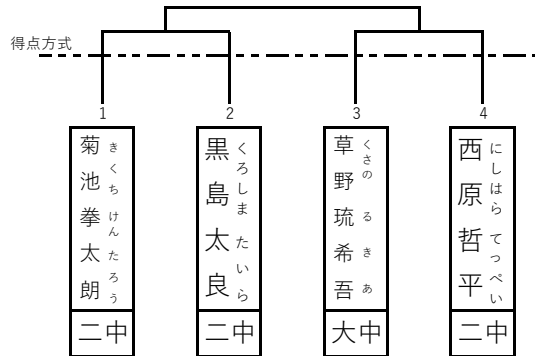 得点方式
1
2
3
4
菊池拳太朗
きくち けんたろう
二中
黒島太良
くろしま たいら
二中
草野琉希吾
くさの るきあ
大中
西原哲平
にしはら てっぺい
二中